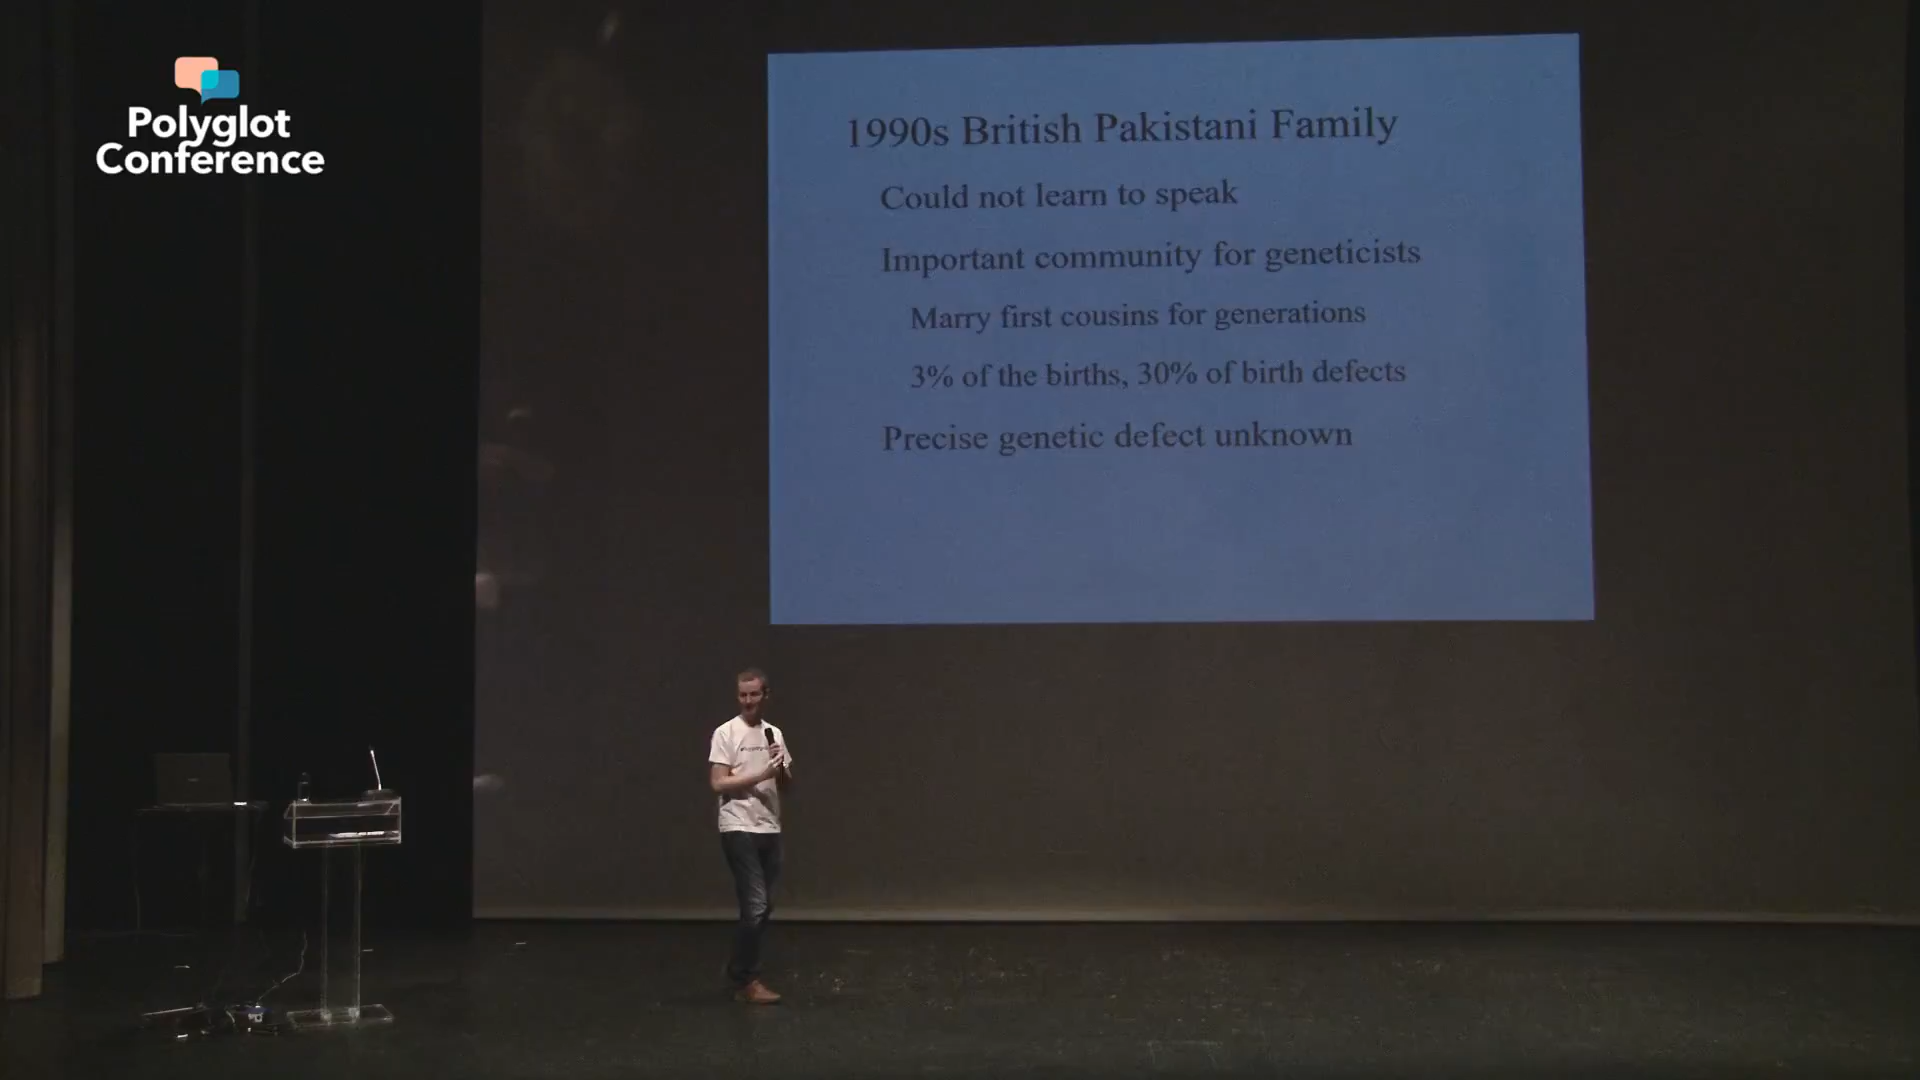 Polyglot
Conference
1990s British Pakistani Family
Could not learn to speak
Important community for geneticists
Marry first cousins for generations
3% of the births, 30% of birth defects
Precise genetic defect unknown